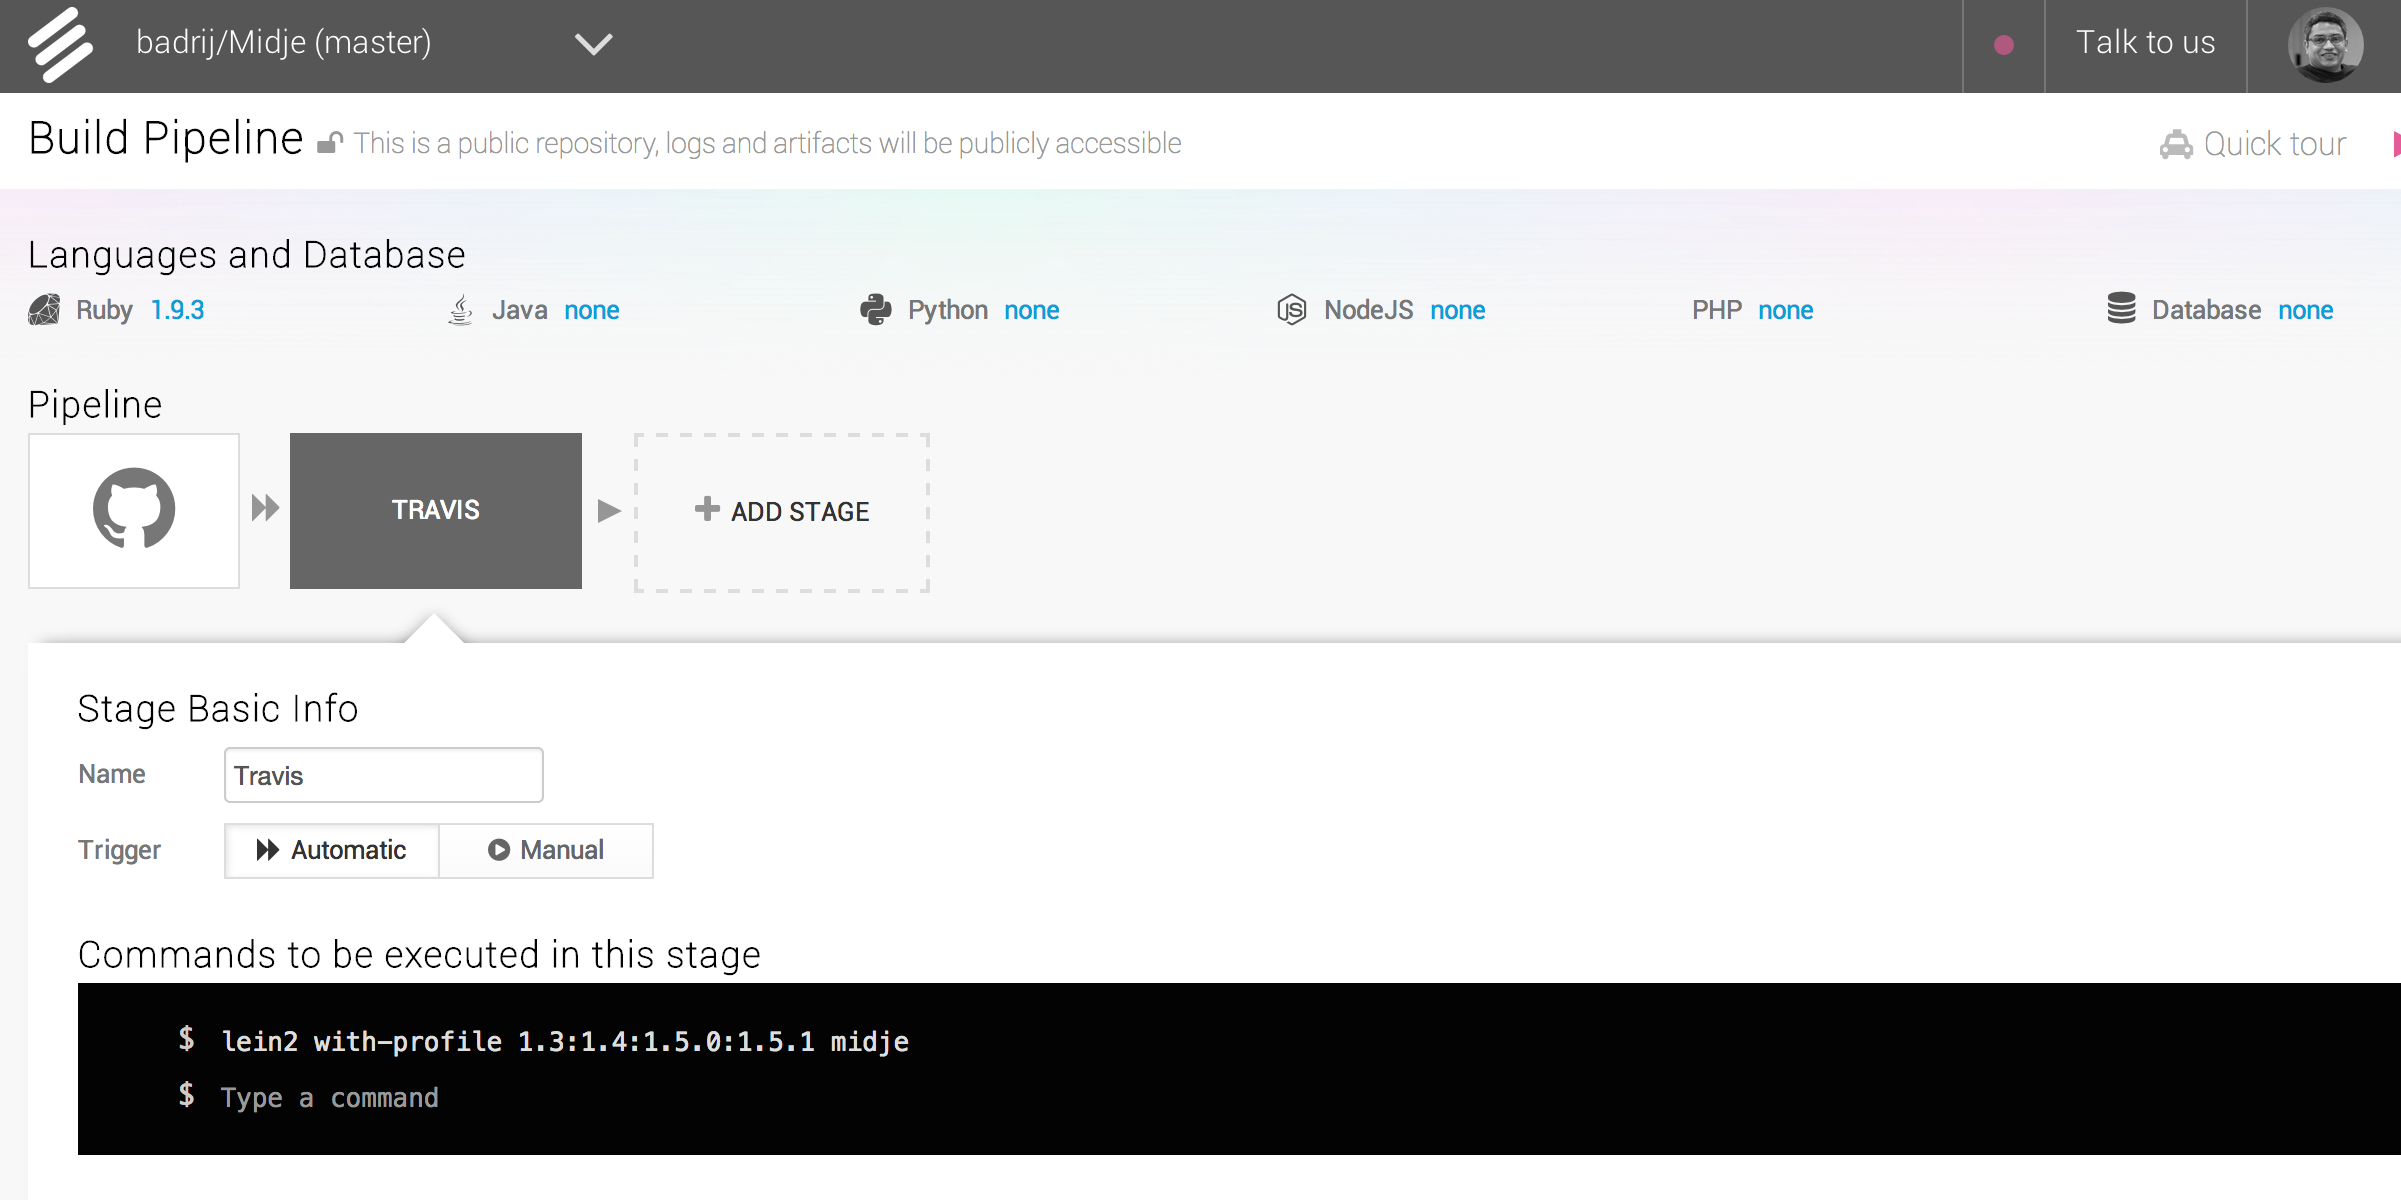 badrij/Midje (master)
Talk to us
Build Pipeline This is a public repository, logs and artifacts will be publicly accessible
Quick tour
Languages and Database
Ruby 1.9.3 Java none Python none NodeJS none PHP none Database none
Pipeline
TRAVIS
ADD STAGE
Stage Basic Info
Name Travis
Trigger Automatic Manual
Commands to be executed in this stage
$ lein2 with-profile 1.3:1.4:1.5.0:1.5.1 midje
$ Type a command